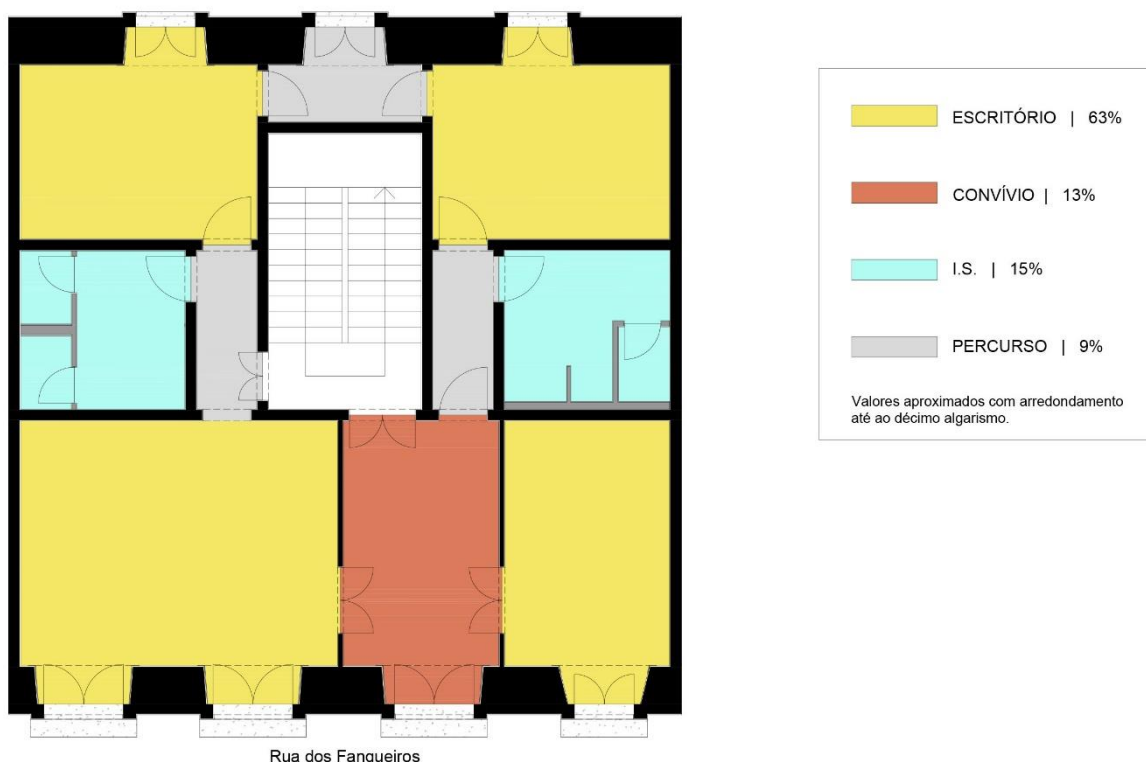 ESCRITÓRIO | 63%
CONVÍVIO | 13%
I.S. | 15%
PERCURSO | 9%
Valores aproximados com arredondamento
até ao décimo algarismo.
Rua dos Fanqueiros